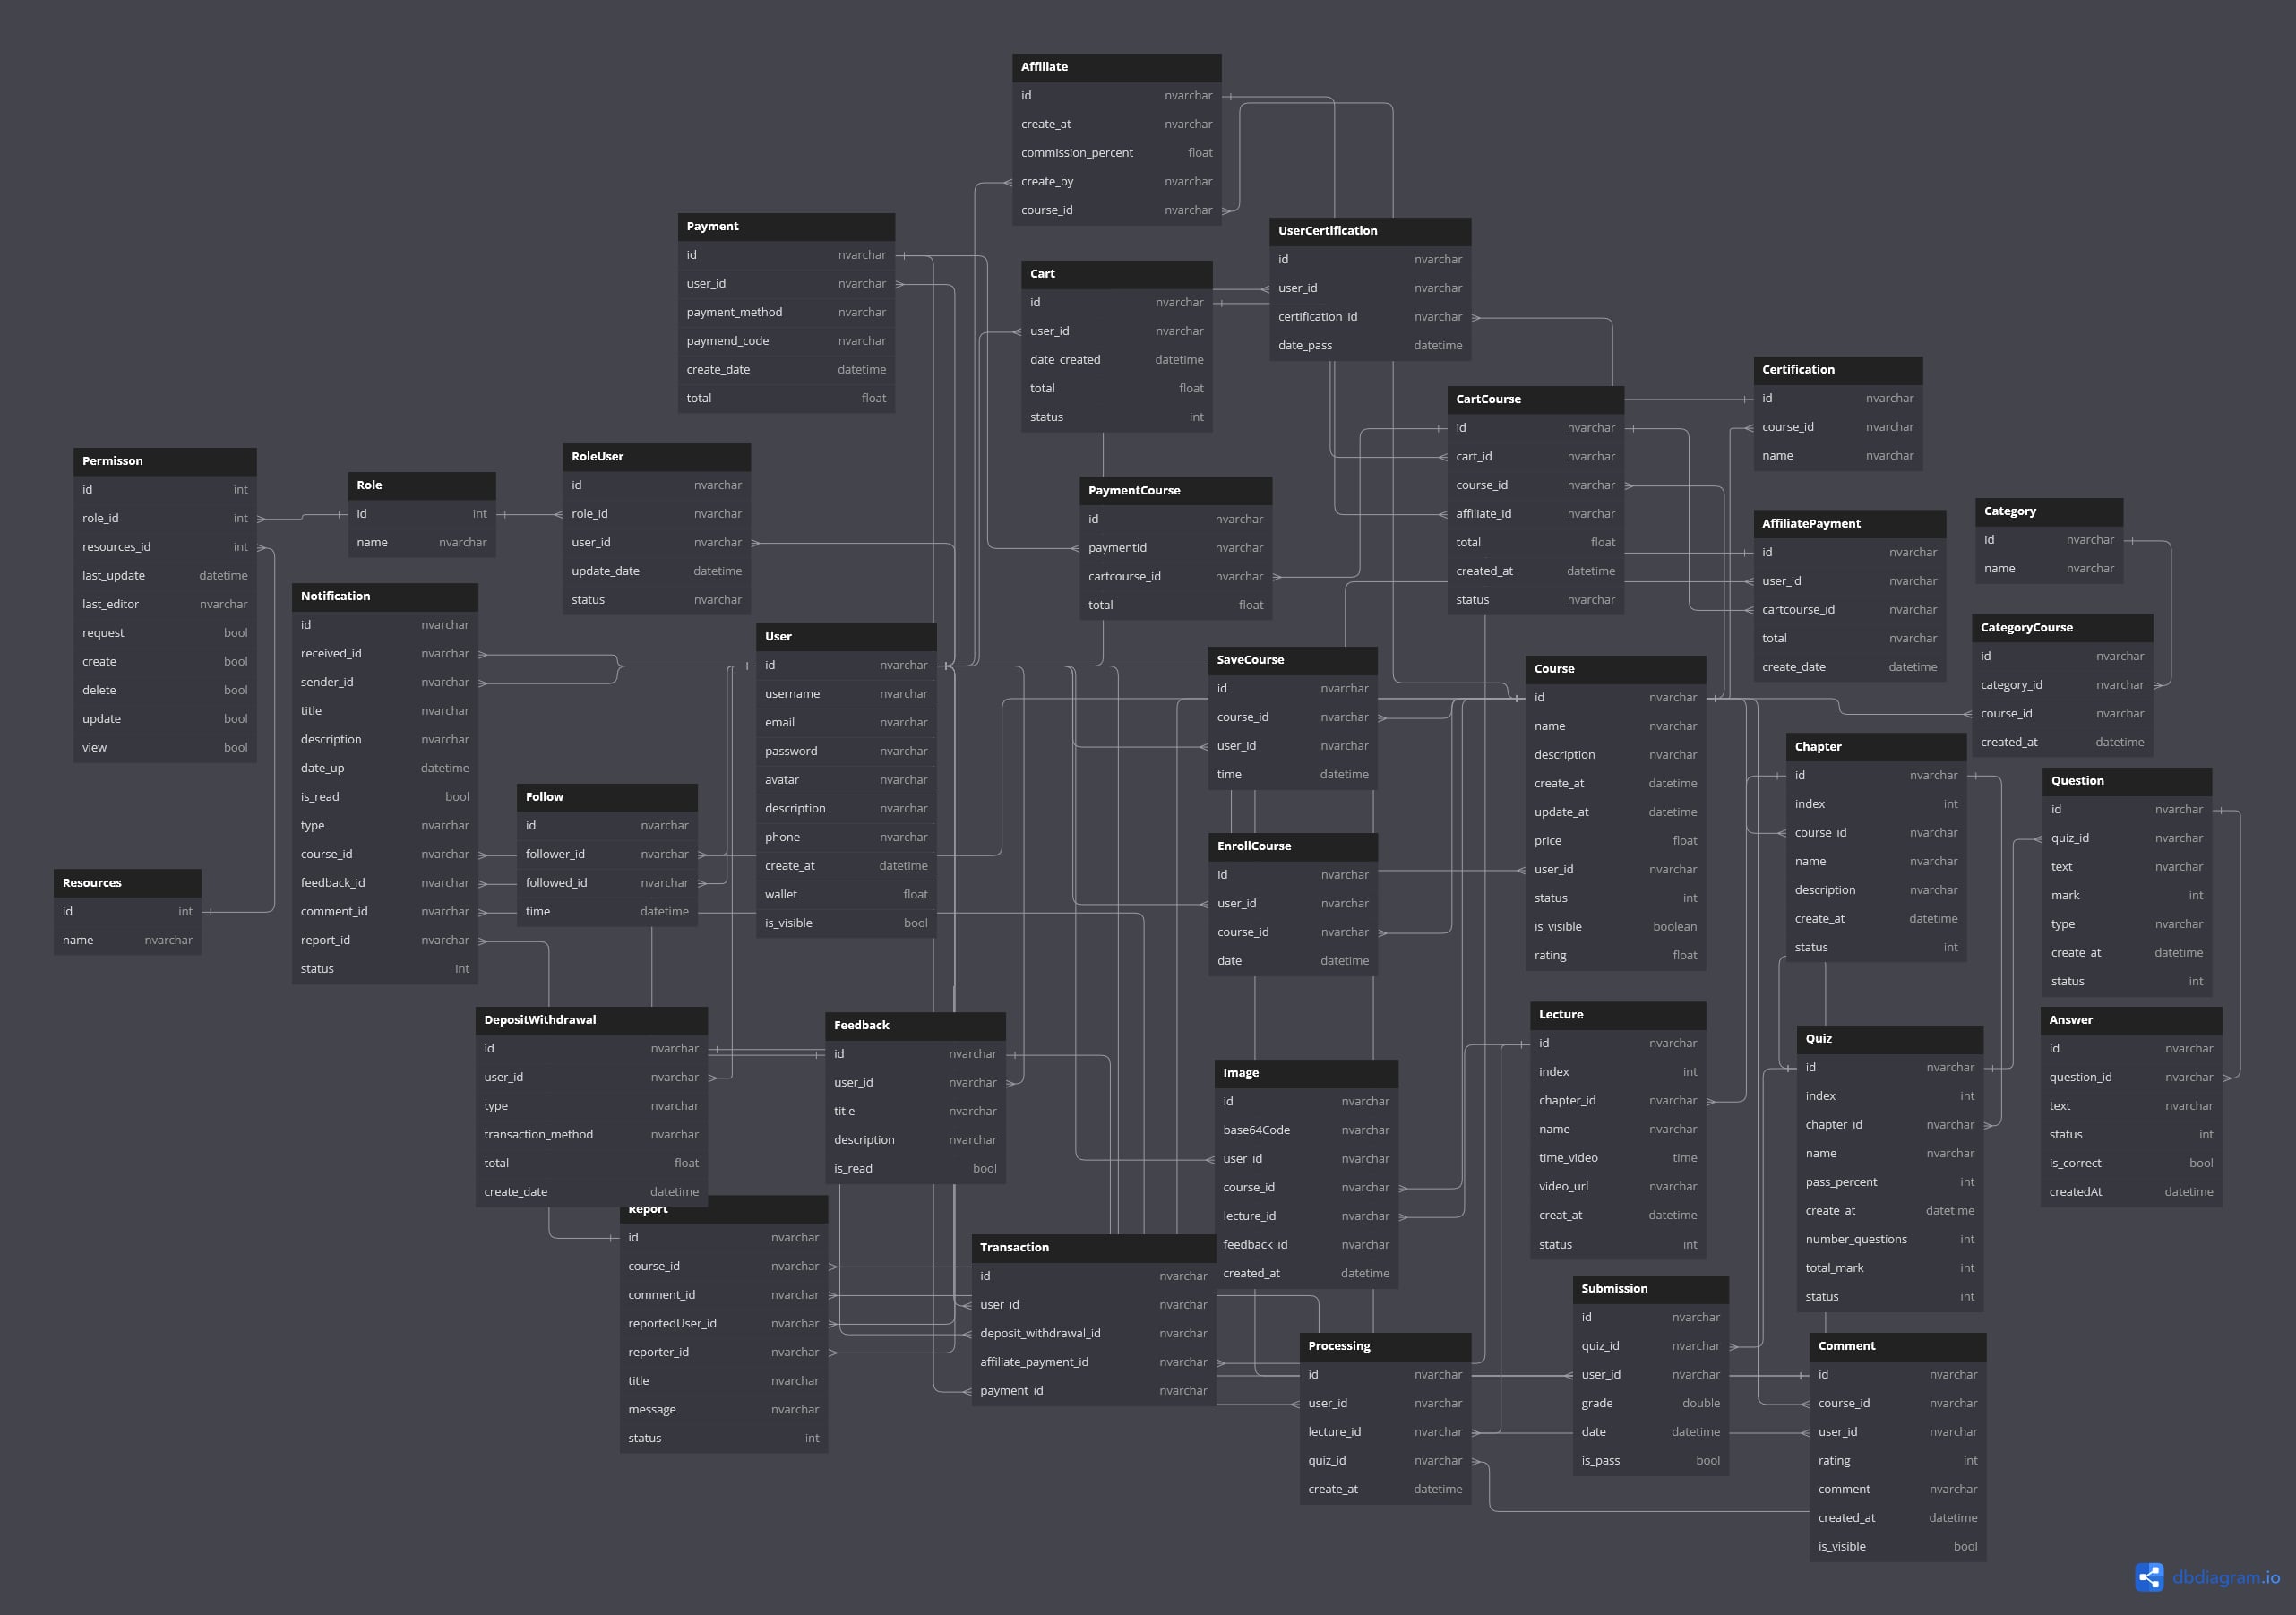 Affiliate
id nvarchar
create_at nvarchar
commission_percent float
create_by nvarchar
course_id nvarchar
Payment
id nvarchar
user_id nvarchar
payment_method nvarchar
paymend_code nvarchar
create_date datetime
total float
Cart
id nvarchar
user_id nvarchar
date_created datetime
total float
status int
UserCertification
id nvarchar
user_id nvarchar
certification_id nvarchar
date_pass datetime
Certification
id nvarchar
course_id nvarchar
name nvarchar
CartCourse
id nvarchar
cart_id nvarchar
course_id nvarchar
affiliate_id nvarchar
total float
created_at datetime
status nvarchar
Permisson
id int
role_id int
resources_id int
last_update datetime
last_editor nvarchar
request bool
create bool
delete bool
update bool
view bool
Role
id int
name nvarchar
RoleUser
id nvarchar
role_id nvarchar
user_id nvarchar
update_date datetime
status nvarchar
PaymentCourse
id nvarchar
paymentId nvarchar
cartcourse_id nvarchar
total float
AffiliatePayment
id nvarchar
user_id nvarchar
cartcourse_id nvarchar
total nvarchar
create_date datetime
Category
id nvarchar
name nvarchar
CategoryCourse
id nvarchar
category_id nvarchar
course_id nvarchar
created_at datetime
Notification
id nvarchar
received_id nvarchar
sender_id nvarchar
title nvarchar
description nvarchar
date_up datetime
is_read bool
type nvarchar
course_id nvarchar
feedback_id nvarchar
comment_id nvarchar
report_id nvarchar
status int
User
id nvarchar
username nvarchar
email nvarchar
password nvarchar
avatar nvarchar
description nvarchar
phone nvarchar
create_at datetime
wallet float
is_visible bool
SaveCourse
id nvarchar
course_id nvarchar
user_id nvarchar
time datetime
Course
id nvarchar
name nvarchar
description nvarchar
create_at datetime
update_at datetime
price float
user_id nvarchar
status int
is_visible boolean
rating float
Chapter
id nvarchar
index int
course_id nvarchar
name nvarchar
description nvarchar
create_at datetime
status int
Question
id nvarchar
quiz_id nvarchar
text nvarchar
mark int
type nvarchar
create_at datetime
status int
Follow
id nvarchar
follower_id nvarchar
followed_id nvarchar
time datetime
Resources
id int
name nvarchar
EnrollCourse
id nvarchar
user_id nvarchar
course_id nvarchar
date datetime
DepositWithdrawal
id nvarchar
user_id nvarchar
type nvarchar
transaction_method nvarchar
total float
create_date datetime
Feedback
id nvarchar
user_id nvarchar
title nvarchar
description nvarchar
is_read bool
Image
id nvarchar
base64Code nvarchar
user_id nvarchar
course_id nvarchar
lecture_id nvarchar
feedback_id nvarchar
created_at datetime
Lecture
id nvarchar
index int
chapter_id nvarchar
name nvarchar
time_video time
video_url nvarchar
creat_at datetime
status int
Quiz
id nvarchar
index int
chapter_id nvarchar
name nvarchar
pass_percent int
create_at datetime
number_questions int
total_mark int
status int
Answer
id nvarchar
question_id nvarchar
text nvarchar
status int
is_correct bool
createdAt datetime
Report
id nvarchar
course_id nvarchar
comment_id nvarchar
reportedUser_id nvarchar
reporter_id nvarchar
title nvarchar
message nvarchar
status int
Transaction
id nvarchar
user_id nvarchar
deposit_withdrawal_id nvarchar
affiliate_payment_id nvarchar
payment_id nvarchar
Processing
id nvarchar
user_id nvarchar
lecture_id nvarchar
quiz_id nvarchar
create_at datetime
Submission
id nvarchar
quiz_id nvarchar
user_id nvarchar
grade double
date datetime
is_pass bool
Comment
id nvarchar
course_id nvarchar
user_id nvarchar
rating int
comment nvarchar
created_at datetime
is_visible bool
dbdiagram.io